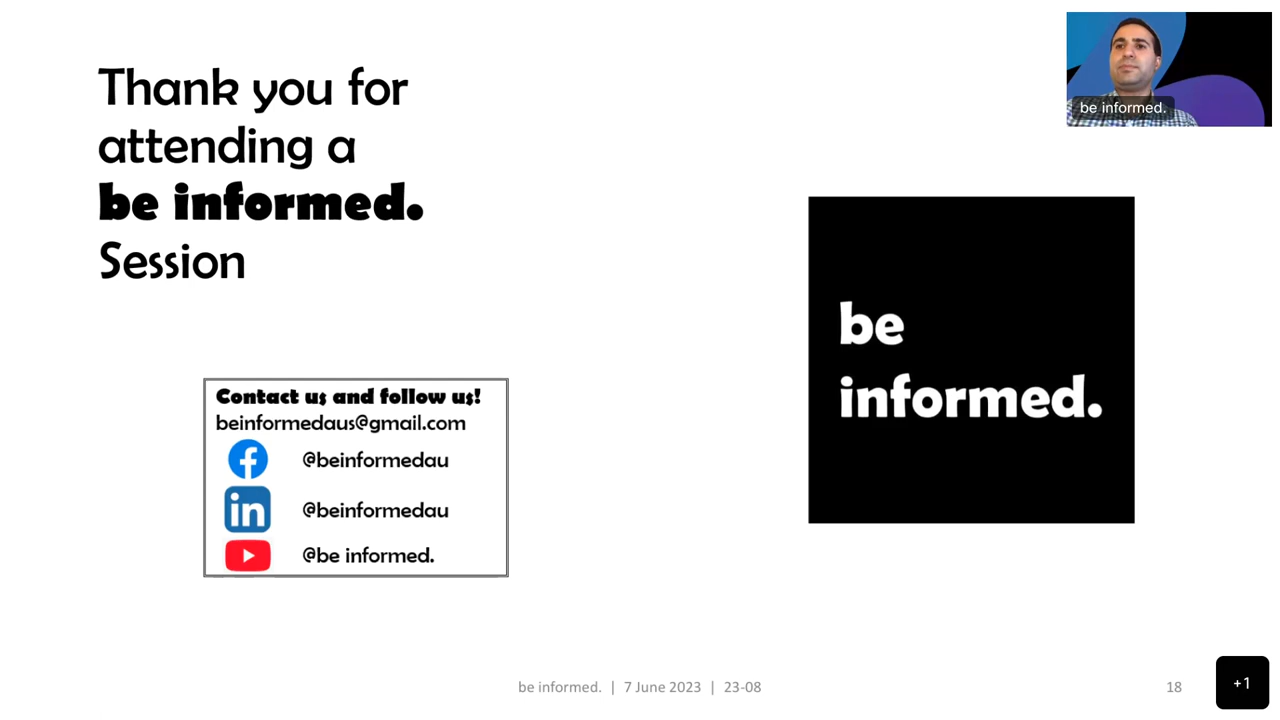 Thank you for
attending a
be informed.
Session
be informed.
be
informed.
Contact us and follow us!
beinformedaus@gmail.com
@beinformedau
in
@beinformedau
@be informed.
be informed. | 7 June 2023 | 23-08
18
+1